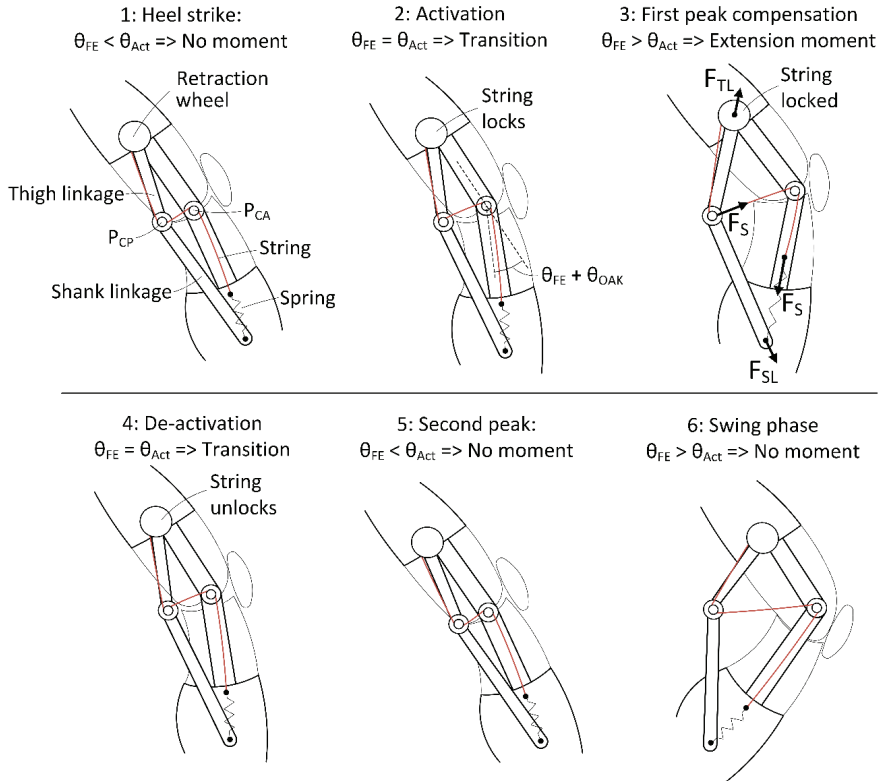 1: Heel strike:
θFE < θAct => No moment
2: Activation
θFE = θAct => Transition
3: First peak compensation
θFE > θAct => Extension moment
Retraction
wheel
Thigh linkage
PCA
PCP
String
Shank linkage
Spring
String
locks
θFE + θOAK
FTL
String
locked
FS
FS
FSL
4: De-activation
θFE = θAct => Transition
5: Second peak:
θFE < θAct => No moment
6: Swing phase
θFE > θAct => No moment
String
unlocks